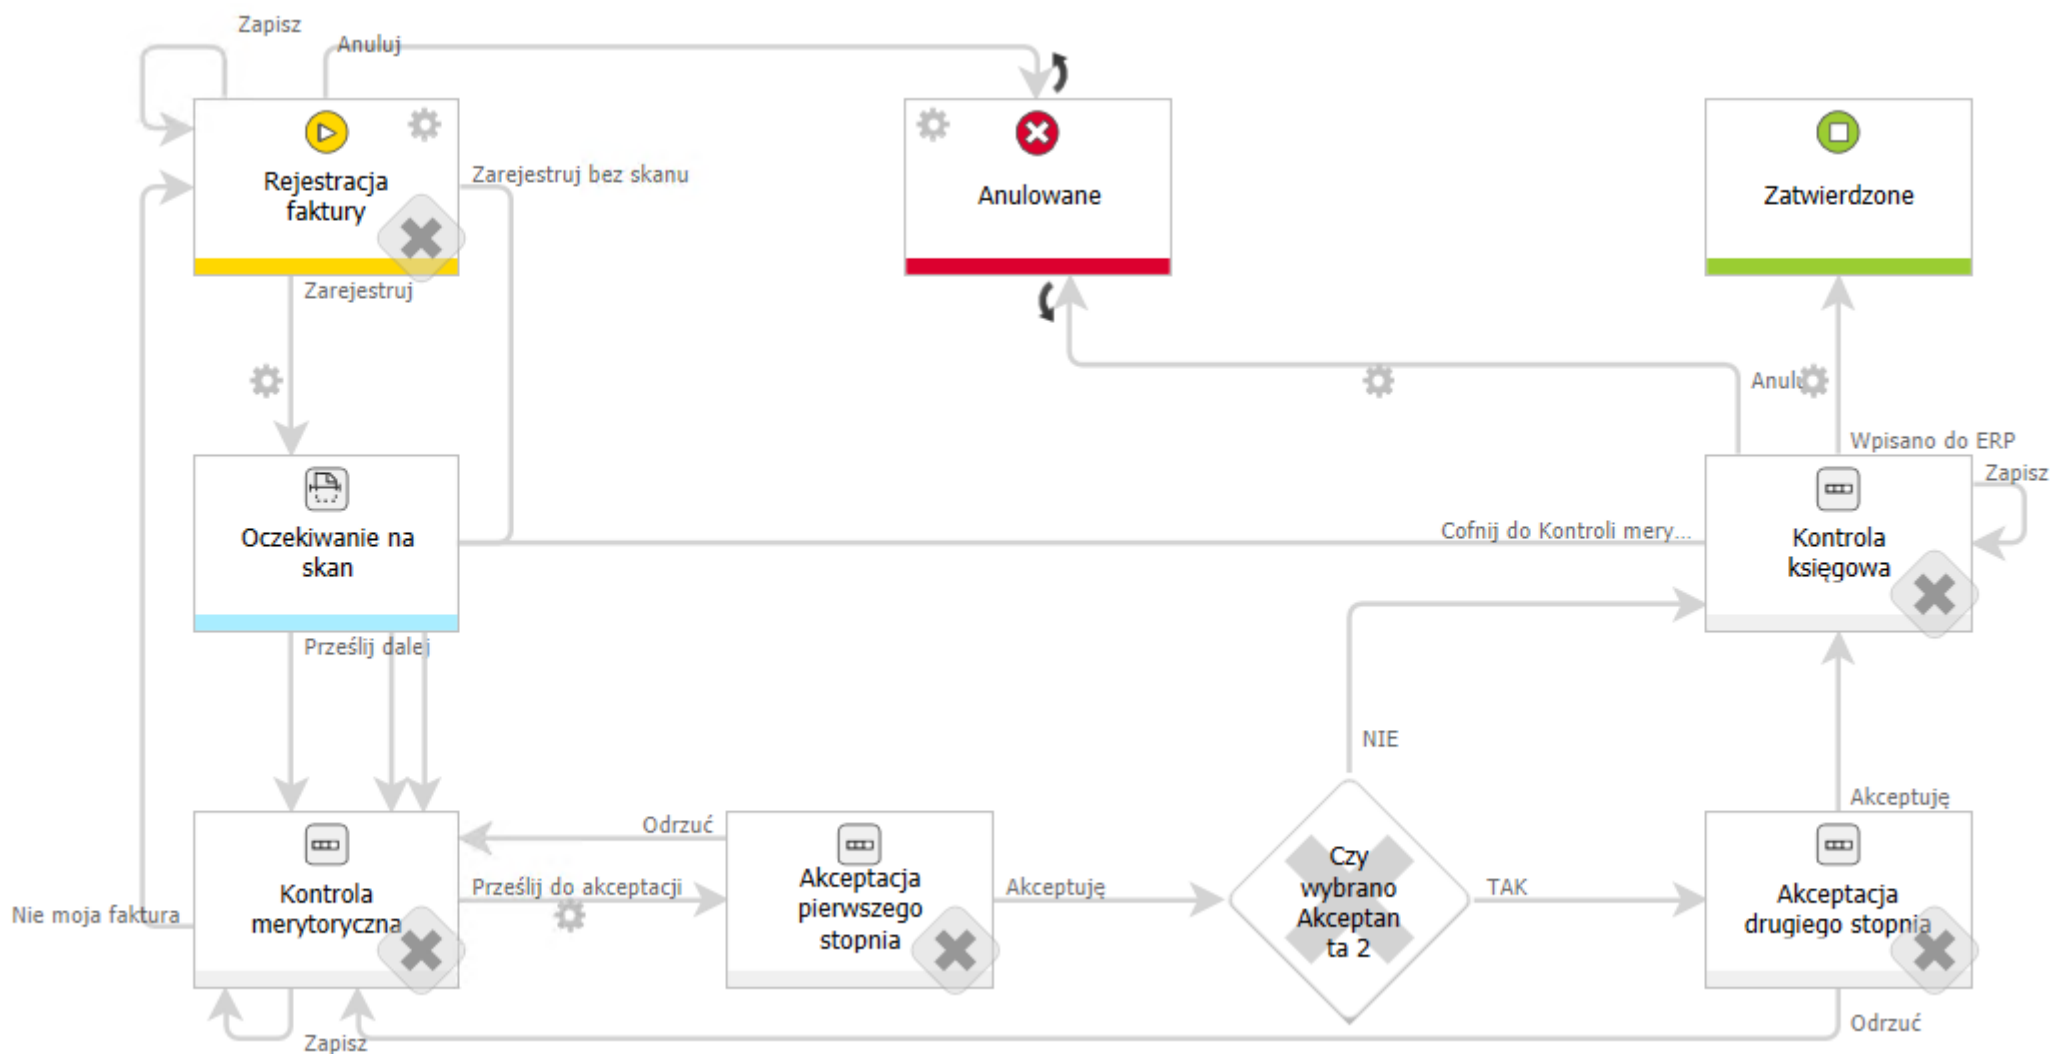 Zapisz
Anuluj
Rejestracja
faktury
Zarejestruj bez skanu
Anulowane
Zatwierdzone
Zarejestruj
Wpisano do ERP
Zapisz
Oczekiwanie na
skan
Cofnij do Kontroli mery...
Kontrola
księgowa
Prześlij dalej
NIE
Akceptuję
Odrzuć
Kontrola
merytoryczna
Prześlij do akceptacji
Akceptacja
pierwszego
stopnia
Akceptuję
Czy
wybrano
Akceptan
ta 2
TAK
Akceptacja
drugiego stopnia
Nie moja faktura
Zapisz
Odrzuć